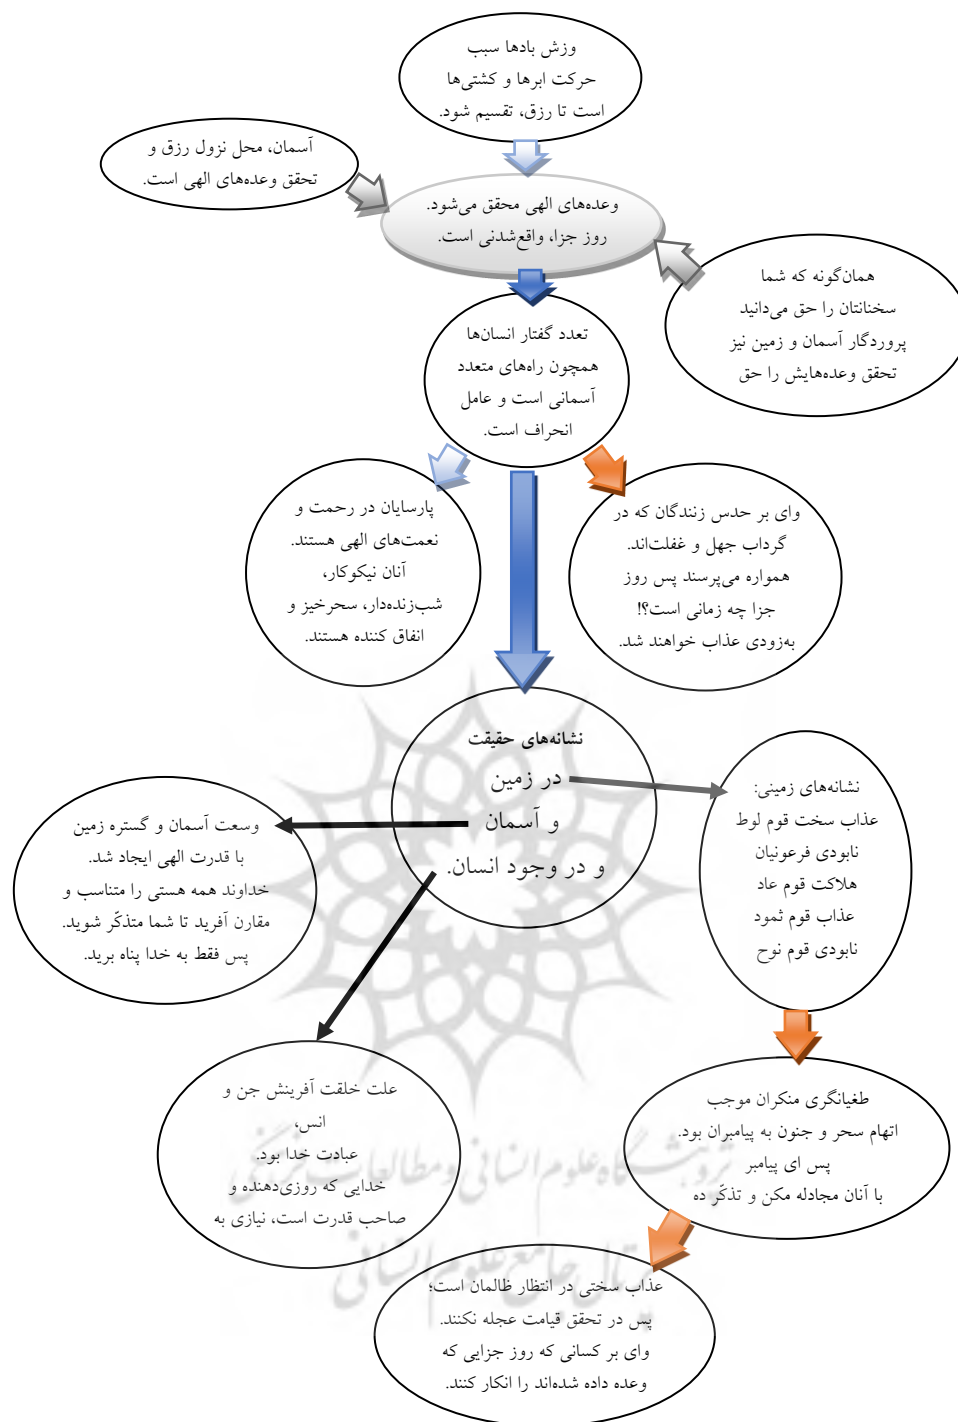 وزش بادها سبب
حرکت ابرها و کشتی‌ها
است تا رزق، تقسیم شود.
آسمان، محل نزول رزق و
تحقق وعده‌های الهی است.
وعده‌های الهی محقق می‌شود.
روز جزا، واقع‌شدنی است.
همان‌گونه که شما
سخنانتان را حق می‌دانید
پروردگار آسمان و زمین نیز
تحقق وعده‌هایش را حق
تعدد گفتار انسان‌ها
همچون راه‌های متعدد
آسمانی است و عامل
انحراف است.
وای بر حدس زنندگان که در
گرداب جهل و غفلت‌اند.
همواره می‌پرسند پس روز
جزا چه زمانی است؟!
به‌زودی عذاب خواهند شد.
پارسایان در رحمت و
نعمت‌های الهی هستند.
آنان نیکوکار،
شب‌زنده‌دار، سحرخیز و
انفاق کننده هستند.
نشانه‌های حقیقت
در زمین
و آسمان
و در وجود انسان.
نشانه‌های زمینی:
عذاب سخت قوم لوط
نابودی فرعونیان
هلاکت قوم عاد
عذاب قوم ثمود
نابودی قوم نوح
وسعت آسمان و گستره زمین
با قدرت الهی ایجاد شد.
خداوند همه هستی را متناسب و
مقارن آفرید تا شما متذکّر شوید.
پس فقط به خدا پناه برید.
علت خلقت آفرینش جن و
انس،
عبادت خدا بود.
خدایی که روزی‌دهنده و
صاحب قدرت است، نیازی به
طغیانگری منکران موجب
اتهام سحر و جنون به پیامبران بود.
پس ای پیامبر
با آنان مجادله مکن و تذکّر ده
پژوهشگاه علوم انسانی و مطالعات فرهنگی
پرتال جامع علوم انسانی
عذاب سختی در انتظار ظالمان است؛
پس در تحقق قیامت عجله نکنند.
وای بر کسانی که روز جزایی که
وعده داده شده‌اند را انکار کنند.